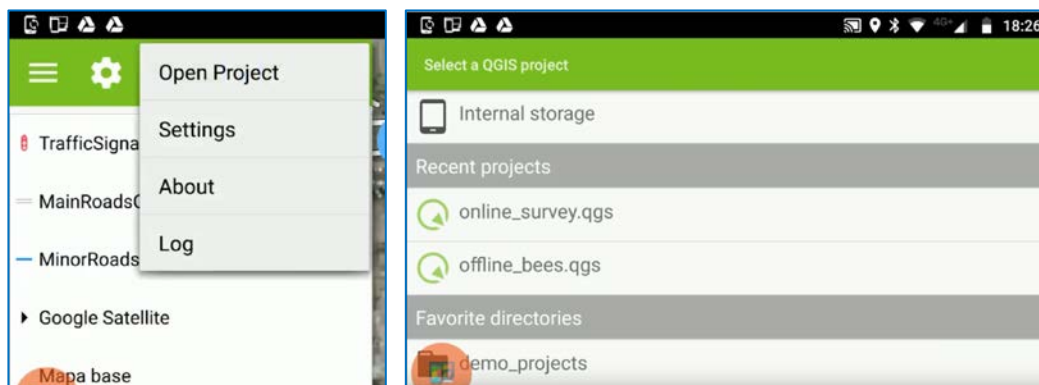 Open Project
Settings
About
Log
TrafficSigna
MainRoads
MinorRoads
Google Satellite
Mapa base
4G+ 18:26
Select a QGIS project
Internal storage
Recent projects
online_survey.qgs
offline_bees.qgs
Favorite directories
demo_projects